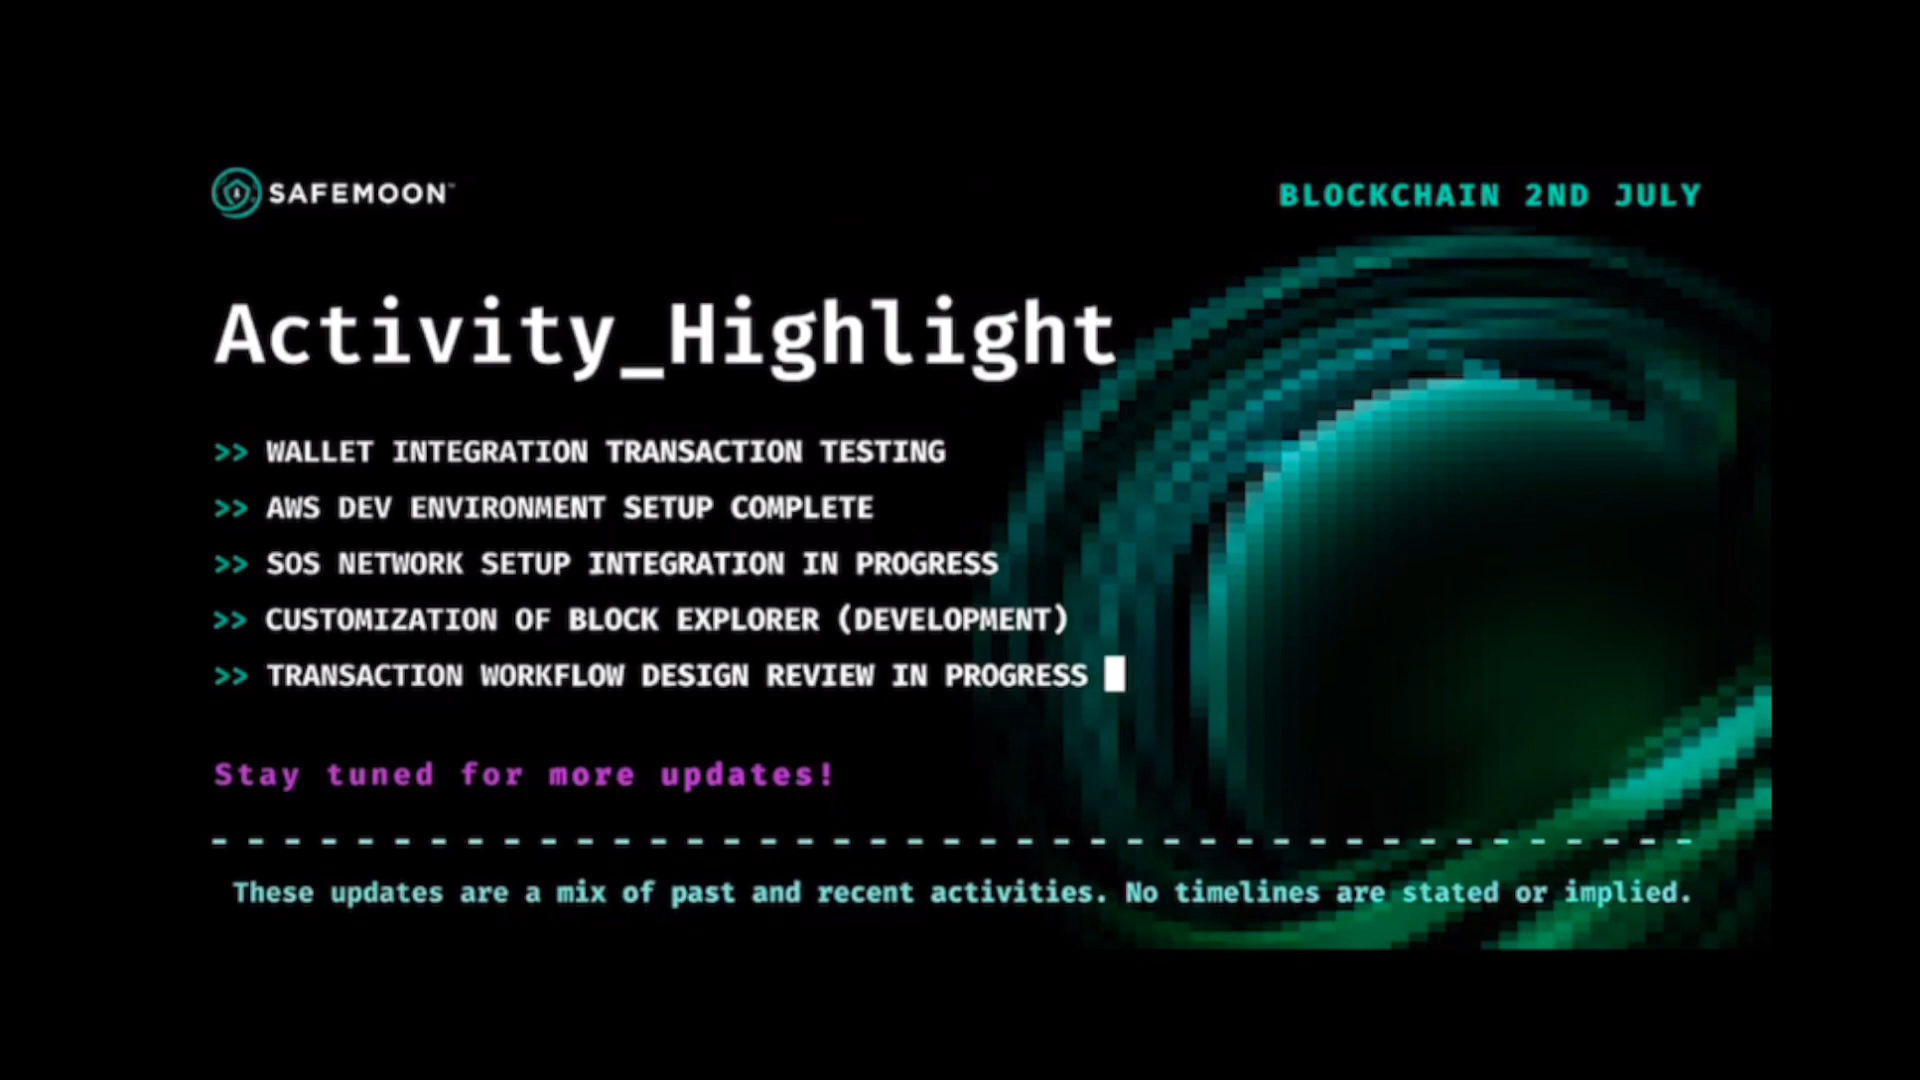 SAFEMOON™
BLOCKCHAIN 2ND JULY
Activity_Highlight
>> WALLET INTEGRATION TRANSACTION TESTING
>> AWS DEV ENVIRONMENT SETUP COMPLETE
>> SOS NETWORK SETUP INTEGRATION IN PROGRESS
>> CUSTOMIZATION OF BLOCK EXPLORER (DEVELOPMENT)
>> TRANSACTION WORKFLOW DESIGN REVIEW IN PROGRESS
Stay tuned for more updates!
These updates are a mix of past and recent activities. No timelines are stated or implied.